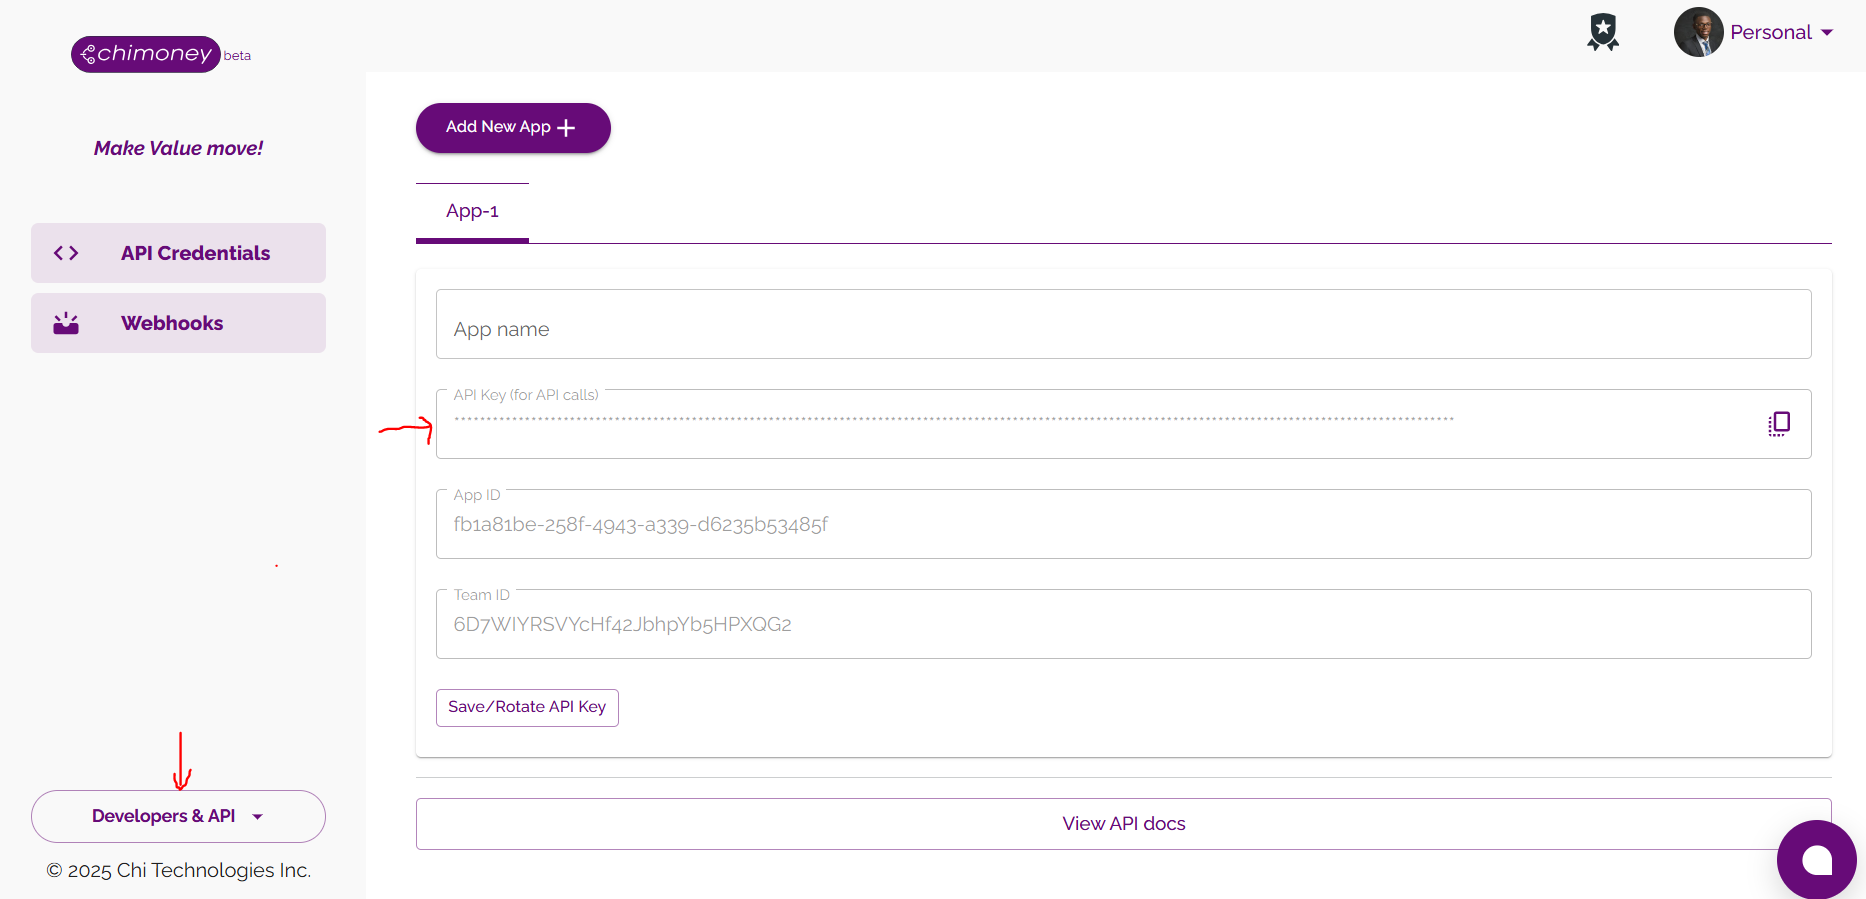 chimoney beta
Personal
Make Value move!
API Credentials
Webhooks
Developers & API
© 2025 Chi Technologies Inc.
Add New App
App-1
App name
API Key (for API calls)
App ID
fb1a81be-258f-4943-a339-d6235b53485f
Team ID
6D7WIYRSVYcHf42JbhpYb5HPXQG2
Save/Rotate API Key
View API docs